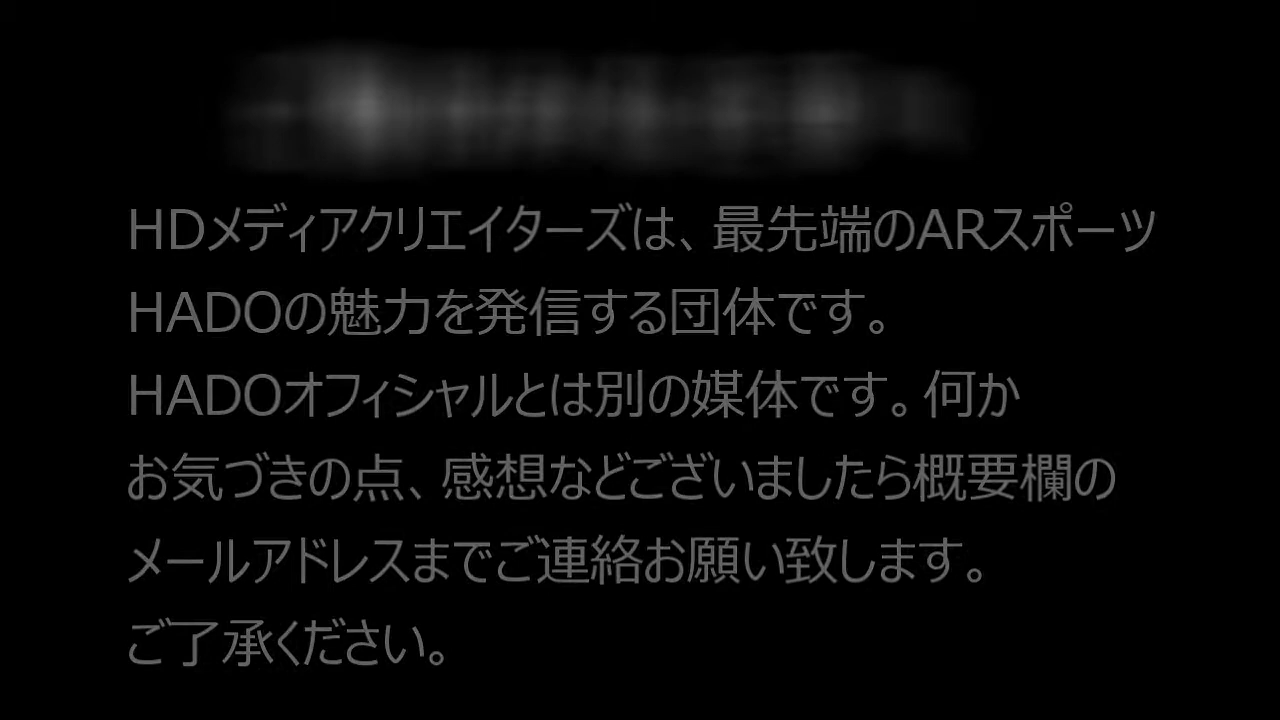 HDメディアクリエイターズは、最先端のARスポーツ
HADOの魅力を発信する団体です。
HADOオフィシャルとは別の媒体です。何か
お気づきの点、感想などございましたら概要欄の
メールアドレスまでご連絡お願い致します。
ご了承ください。